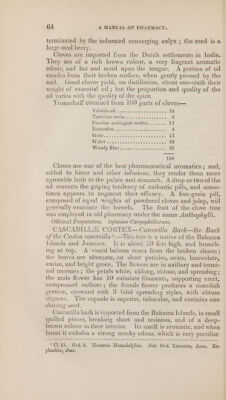 64 A MANUAL OF PHARMACY.
terminated by the indurated converging calyx ; the seed is a
large oval berry.
Cloves are imported from the Dutch settlements in India.
They are of a rich brown colour, a very fragrant aromatic
odour, and hot and acrid upon the tongue. A portion of oil
exudes from their broken surface, when gently pressed by the
nail. Good cloves yield, on distillation, about one-sixth their
weight of essential oil ; but the proportion and quality of the
oil varies with the quality of the spice.
Tromsdorff obtained from 100 parts of cloves—
Volatile oil 18
Tasteless resin 6
Peculiar astringent matter 13
Extractive 4
Gum 13
Water 18
Woody fibre 28
100
Cloves are one of the best pharmaceutical aromatics ; and,
added to bitter and other infusions, they render them more
agreeable both to the palate and stomach. A drop or two of the
oil corrects the griping tendency of cathartic pills, and some-
times appears to augment their efficacy. A five-grain pill,
composed of equal weights of powdered cloves and jalap, will
generally evacuate the bowels. The fruit of the clove tree
was employed in old pharmacy under the name Anthophylli.
Officinal Preparation. Infusum Caryophyllorum.
CASCARILLÆ CORTEX—Cascarilla Bark—the Bark
of the Croton cascarilla¹.—This tree is a native of the Bahama
Islands and Jamaica. It is about 20 feet high, and branch-
ing at top. A viscid balsam exudes from the broken shoots ;
the leaves are alternate, on short petioles, ovate, lanceolate,
entire, and bright green. The flowers are in axillary and termi-
nal racemes ; the petals white, oblong, obtuse, and spreading ;
the male flower has 10 subulate filaments, supporting erect,
compressed anthers ; the female flower produces a roundish
germen, crowned with 3 bifid spreading styles, with obtuse
stigmas. The capsule is superior, trilocular, and contains one
shining seed.
Cascarilla bark is imported from the Bahama Islands, in small
quilled pieces, breaking short and resinous, and of a deep-
brown colour in their interior. Its smell is aromatic, and when
burnt it exhales a strong musky odour, which is very peculiar.
¹ Cl. 21. Ord. 8. Monœcia Monadelphia. Nat. Ord. Tricoccæ, Linn. Eu-
phorbiæ, Juss.